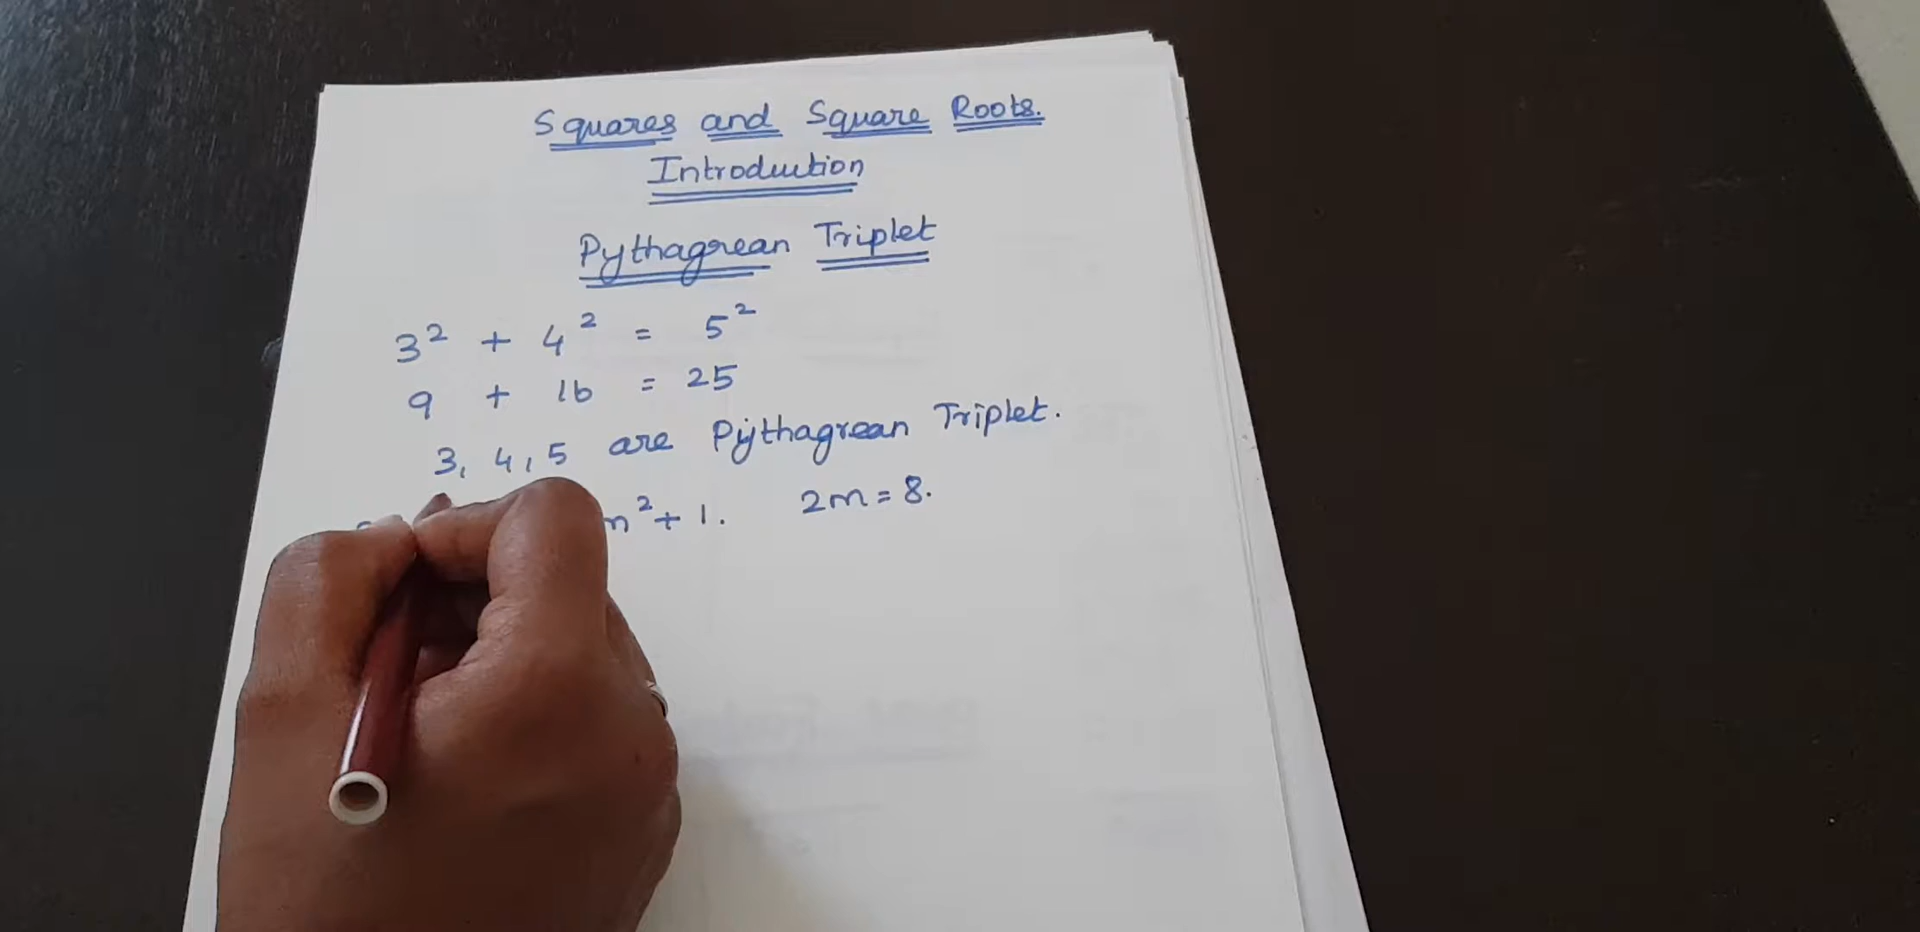 Squares and Square Roots.
Introduction
Pythagrean Triplet
3² + 4² = 5²
9 + 16 = 25
3, 4, 5 are Pythagrean Triplet.
m² + 1. 2m = 8.